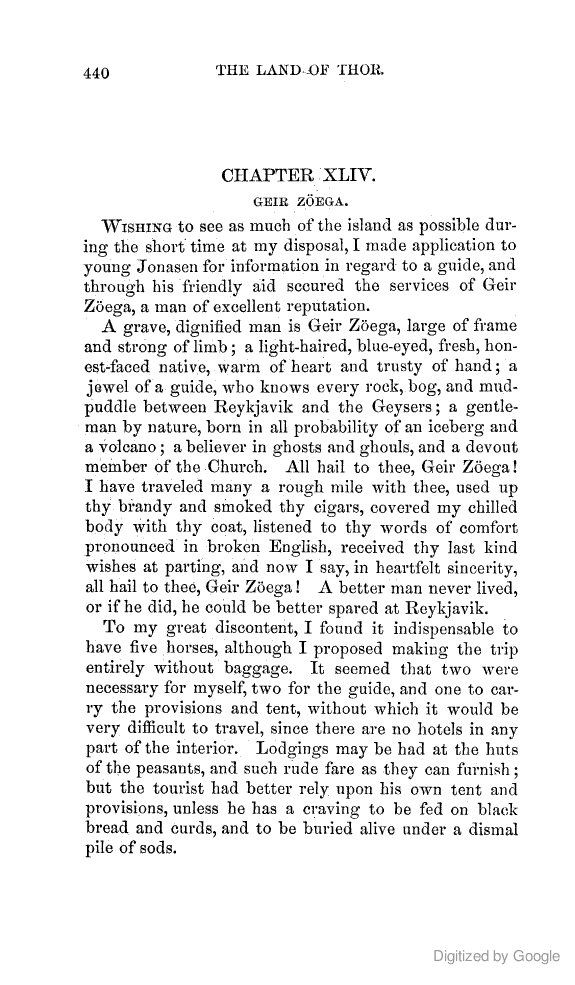 440
THE LAND OF THOR.
CHAPTER XLIV.
GEIR ZÖEGA.
WISHING to see as much of the island as possible dur-
ing the short time at my disposal, I made application to
young Jonasen for information in regard to a guide, and
through his friendly aid secured the services of Geir
Zöega, a man of excellent reputation.
A grave, dignified man is Geir Zöega, large of frame
and strong of limb; a light-haired, blue-eyed, fresh, hon-
est-faced native, warm of heart and trusty of hand; a
jewel of a guide, who knows every rock, bog, and mud-
puddle between Reykjavik and the Geysers; a gentle-
man by nature, born in all probability of an iceberg and
a volcano; a believer in ghosts and ghouls, and a devout
member of the Church. All hail to thee, Geir Zöega!
I have traveled many a rough mile with thee, used up
thy brandy and smoked thy cigars, covered my chilled
body with thy coat, listened to thy words of comfort
pronounced in broken English, received thy last kind
wishes at parting, and now I say, in heartfelt sincerity,
all hail to thee, Geir Zöega! A better man never lived,
or if he did, he could be better spared at Reykjavik.
To my great discontent, I found it indispensable to
have five horses, although I proposed making the trip
entirely without baggage. It seemed that two were
necessary for myself, two for the guide, and one to car-
ry the provisions and tent, without which it would be
very difficult to travel, since there are no hotels in any
part of the interior. Lodgings may be had at the huts
of the peasants, and such rude fare as they can furnish;
but the tourist had better rely upon his own tent and
provisions, unless he has a craving to be fed on black
bread and curds, and to be buried alive under a dismal
pile of sods.
Digitized by Google